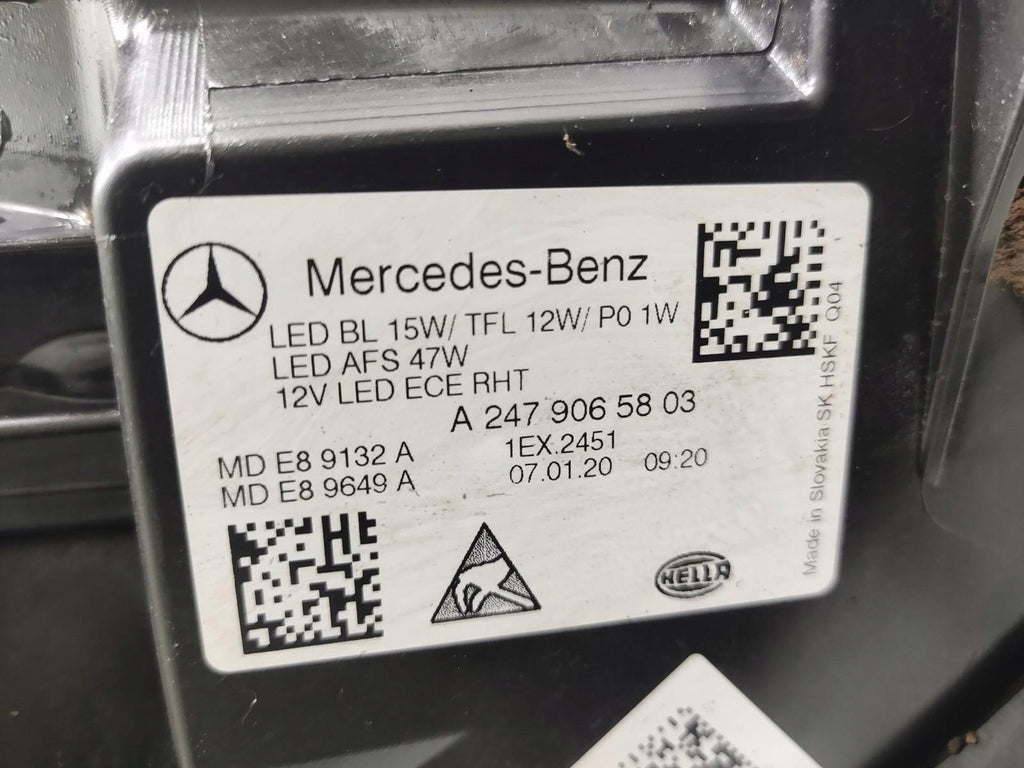 Mercedes-Benz
LED BL 15W/ TFL 12W/ P0 1W
LED AFS 47W
12V LED ECE RHT
A 247 906 58 03
MD E8 9132 A
1EX.2451
MD E8 9649 A
07.01.20 09:20
HELLA
Made in Slovakia SK HSKF Q04